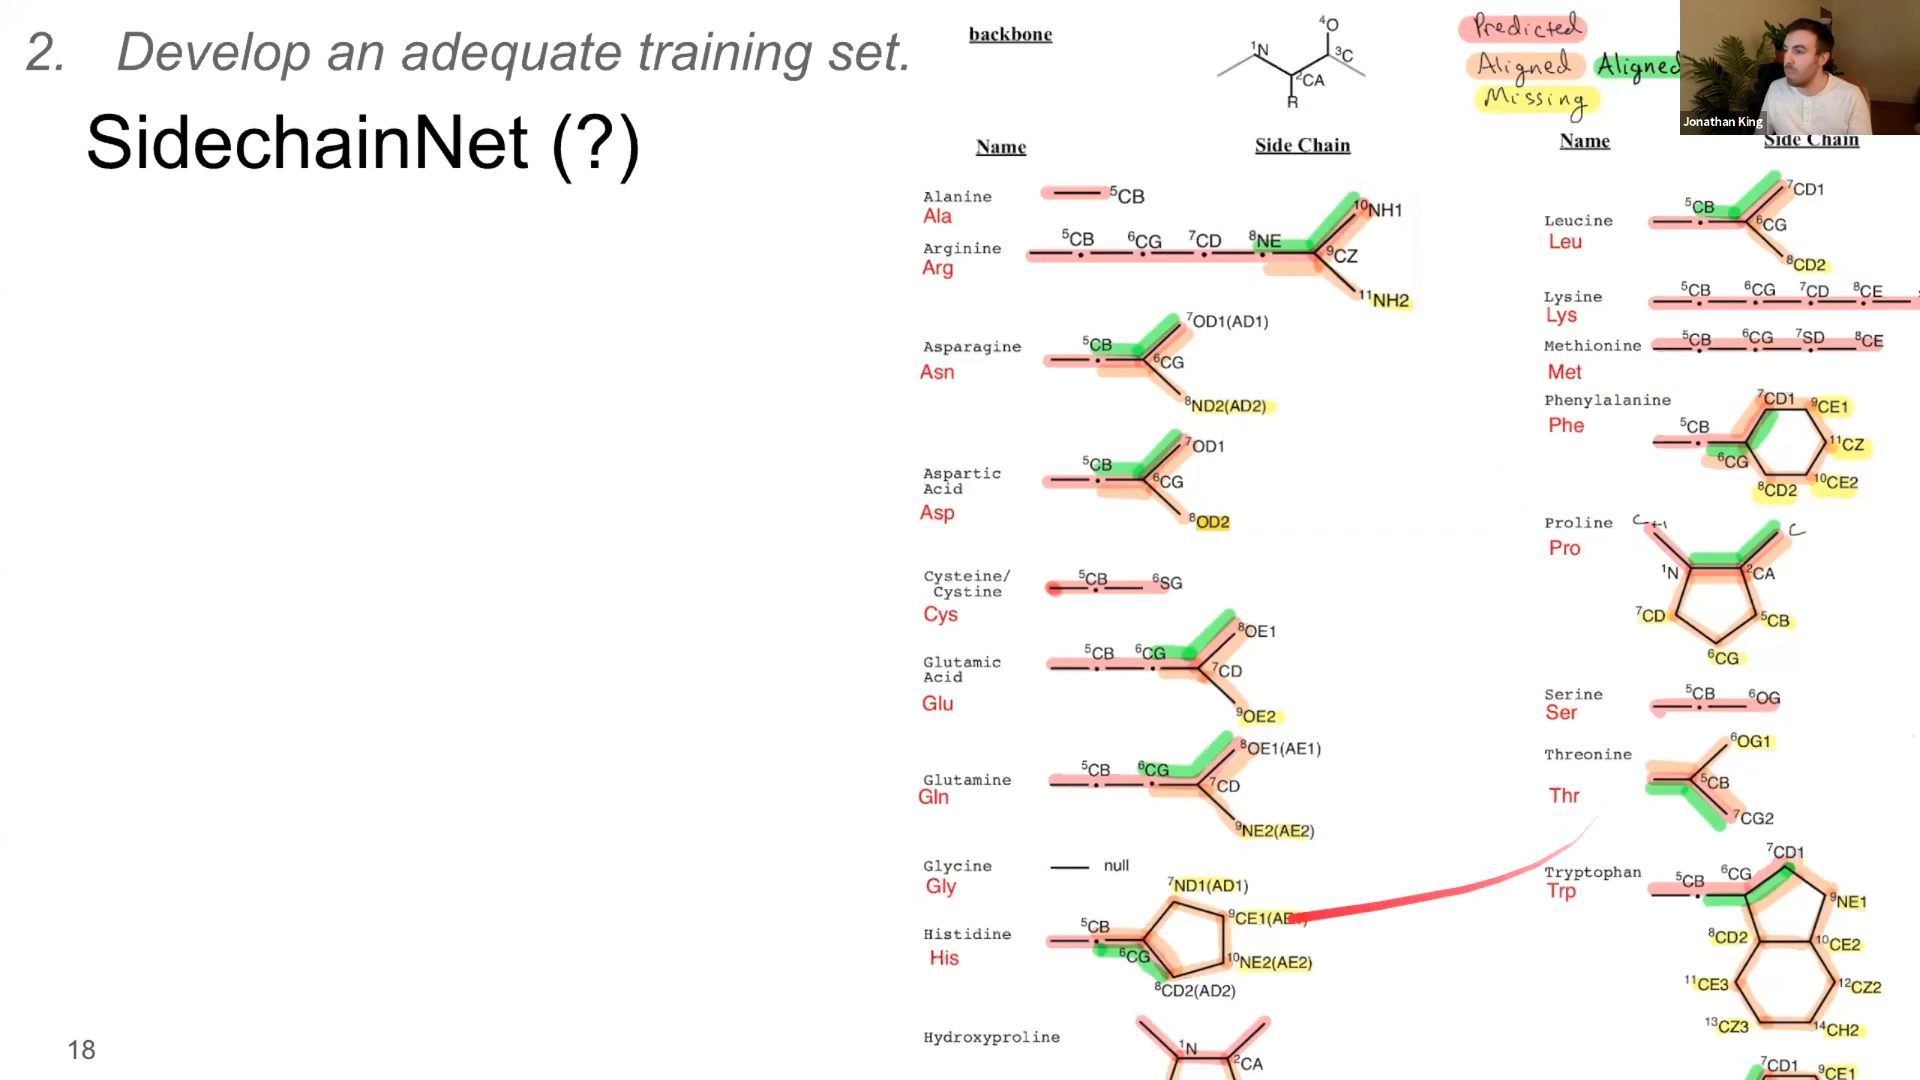 2. Develop an adequate training set.
SidechainNet (?)
18
backbone
4O
1N
3C
2CA
R
Predicted
Aligned Aligned
Missing
Jonathan King
Name Side Chain
Alanine
Ala
5CB
Arginine
Arg
5CB 6CG 7CD 8NE 9CZ
10NH1
11NH2
Asparagine
Asn
5CB
6CG
7OD1(AD1)
8ND2(AD2)
Aspartic
Acid
Asp
5CB
6CG
7OD1
8OD2
Cysteine/
Cystine
Cys
5CB 6SG
Glutamic
Acid
Glu
5CB 6CG
7CD
8OE1
9OE2
Glutamine
Gln
5CB 6CG
7CD
8OE1(AE1)
9NE2(AE2)
Glycine
Gly
null
Histidine
His
5CB
6CG
7ND1(AD1)
9CE1(AE1)
10NE2(AE2)
8CD2(AD2)
Hydroxyproline
1N
2CA
Name Side Chain
Leucine
Leu
5CB
6CG
7CD1
8CD2
Lysine
Lys
5CB 6CG 7CD 8CE
Methionine
Met
5CB 6CG 7SD 8CE
Phenylalanine
Phe
5CB
6CG
7CD1
9CE1
11CZ
10CE2
8CD2
Proline
Pro
C
1N
2CA
7CD
5CB
6CG
Serine
Ser
5CB 6OG
Threonine
Thr
6OG1
5CB
7CG2
Tryptophan
Trp
5CB 6CG
7CD1
9NE1
8CD2
10CE2
11CE3
12CZ2
13CZ3
14CH2
7CD1
9CE1